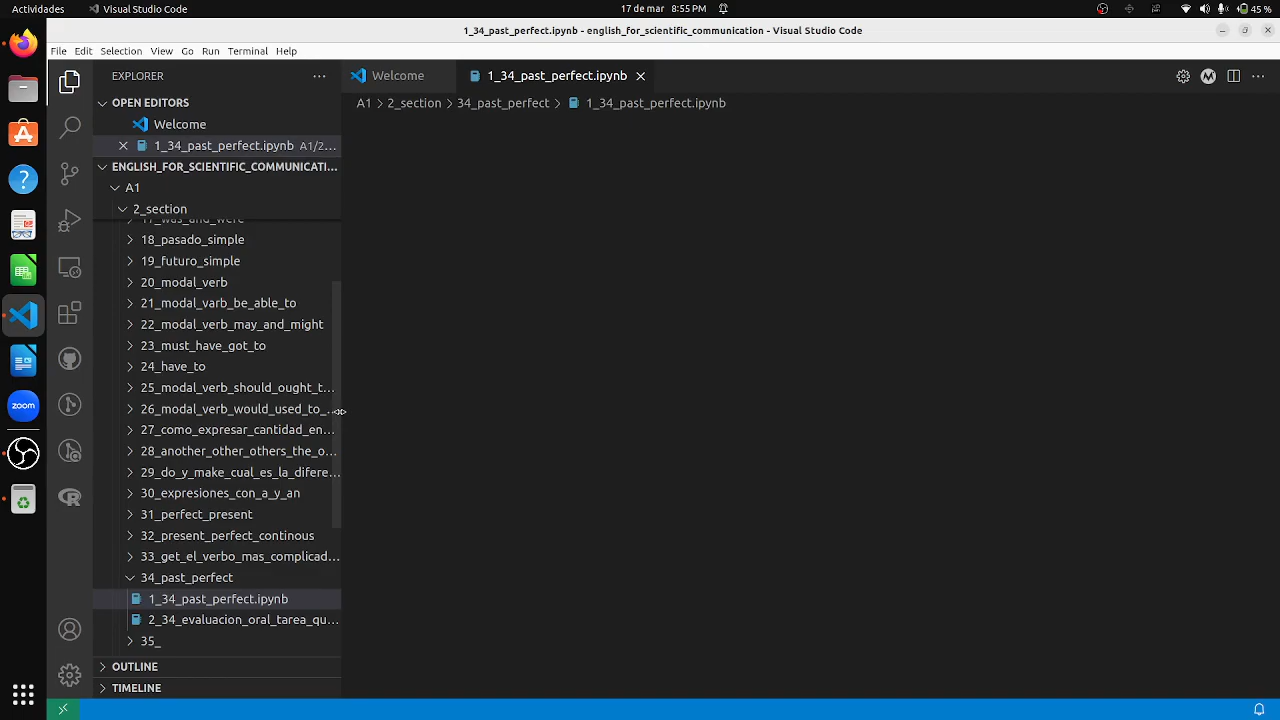 Actividades Visual Studio Code 17 de mar 8:55 PM 45 %
1_34_past_perfect.ipynb - english_for_scientific_communication - Visual Studio Code
File Edit Selection View Go Run Terminal Help
EXPLORER
Welcome 1_34_past_perfect.ipynb
OPEN EDITORS
A1 > 2_section > 34_past_perfect > 1_34_past_perfect.ipynb
Welcome
1_34_past_perfect.ipynb A1/2...
ENGLISH_FOR_SCIENTIFIC_COMMUNICATI...
A1
2_section
17_was_and_were
18_pasado_simple
19_futuro_simple
20_modal_verb
21_modal_varb_be_able_to
22_modal_verb_may_and_might
23_must_have_got_to
24_have_to
25_modal_verb_should_ought_t...
26_modal_verb_would_used_to_...
27_como_expresar_cantidad_en...
28_another_other_others_the_o...
29_do_y_make_cual_es_la_difere...
30_expresiones_con_a_y_an
31_perfect_present
32_present_perfect_continous
33_get_el_verbo_mas_complicad...
34_past_perfect
1_34_past_perfect.ipynb
2_34_evaluacion_oral_tarea_qu...
35_
OUTLINE
TIMELINE
zoom